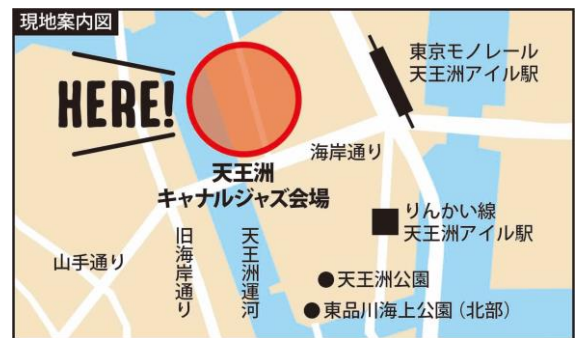 現地案内図
HERE!
東京モノレール
天王洲アイル駅
海岸通り
天王洲
キャナルジャズ会場
りんかい線
天王洲アイル駅
山手通り
旧海岸通り
天王洲運河
●天王洲公園
●東品川海上公園（北部）